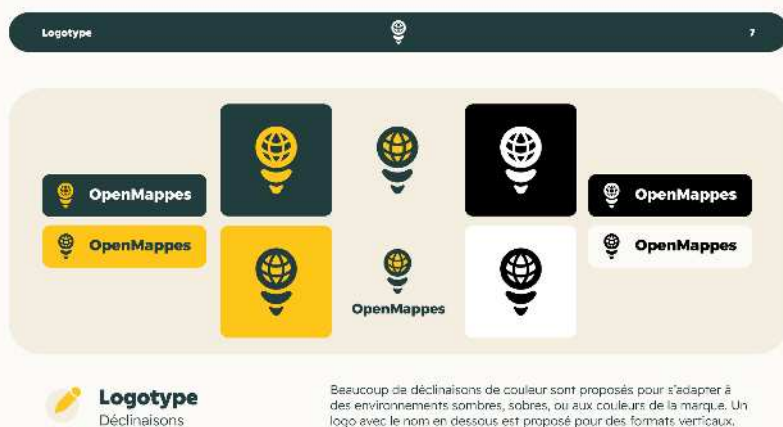 Logotype 7
OpenMappes OpenMappes
OpenMappes OpenMappes
OpenMappes
Logotype
Déclinaisons
Beaucoup de déclinaisons de couleur sont proposés pour s'adapter à
des environnements sombres, sobres, ou aux couleurs de la marque. Un
logo avec le nom en dessous est proposé pour des formats verticaux.